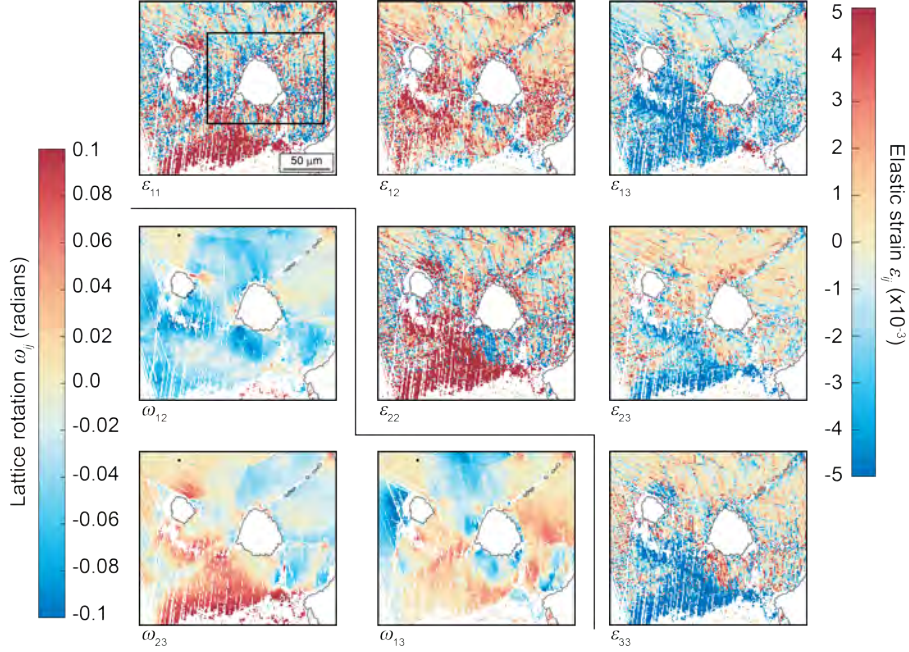 50 µm
ε11
ε12
ε13
ω12
ε22
ε23
ω23
ω13
ε33
Lattice rotation ωij (radians)
0.1
0.08
0.06
0.04
0.02
0.0
-0.02
-0.04
-0.06
-0.08
-0.1
5
4
3
2
1
0
-1
-2
-3
-4
-5
Elastic strain εij (x10-3)